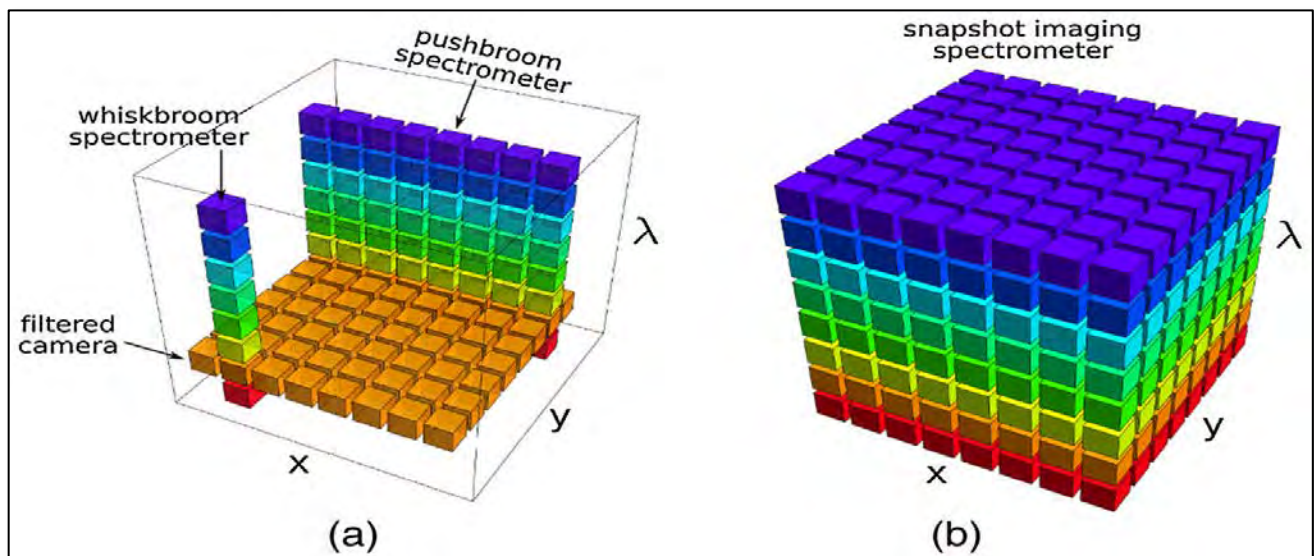 pushbroom
spectrometer
whiskbroom
spectrometer
λ
filtered
camera
y
x
(a)
snapshot imaging
spectrometer
λ
y
x
(b)